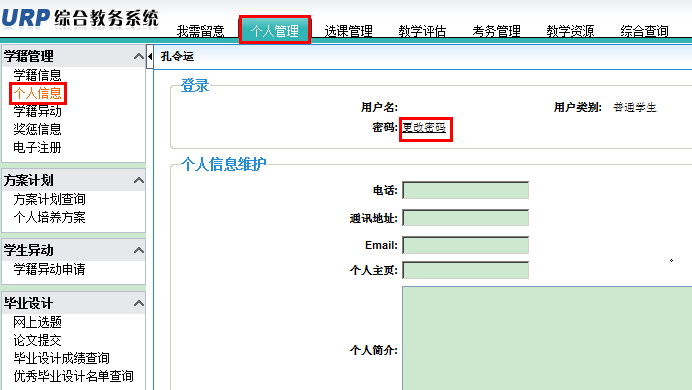 URP综合教务系统
我需留意 个人管理 选课管理 教学评估 考务管理 教学资源 综合查询
学籍管理
学籍信息
个人信息
学籍异动
奖惩信息
电子注册
方案计划
方案计划查询
个人培养方案
学生异动
学籍异动申请
毕业设计
网上选题
论文提交
毕业设计成绩查询
优秀毕业设计名单查询
孔令运
登录
用户名: 用户类别: 普通学生
密码: 更改密码
个人信息维护
电话:
通讯地址:
Email:
个人主页:
个人简介: